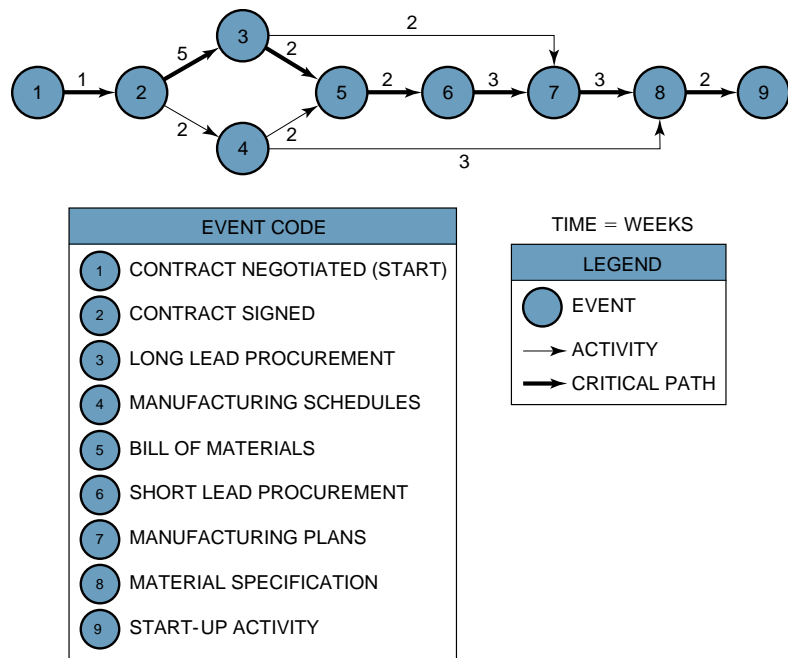 2
3
5
2
1
1
2
5
2
6
3
7
3
8
2
9
2
2
4
3
EVENT CODE
1 CONTRACT NEGOTIATED (START)
2 CONTRACT SIGNED
3 LONG LEAD PROCUREMENT
4 MANUFACTURING SCHEDULES
5 BILL OF MATERIALS
6 SHORT LEAD PROCUREMENT
7 MANUFACTURING PLANS
8 MATERIAL SPECIFICATION
9 START-UP ACTIVITY
TIME = WEEKS
LEGEND
EVENT
ACTIVITY
CRITICAL PATH